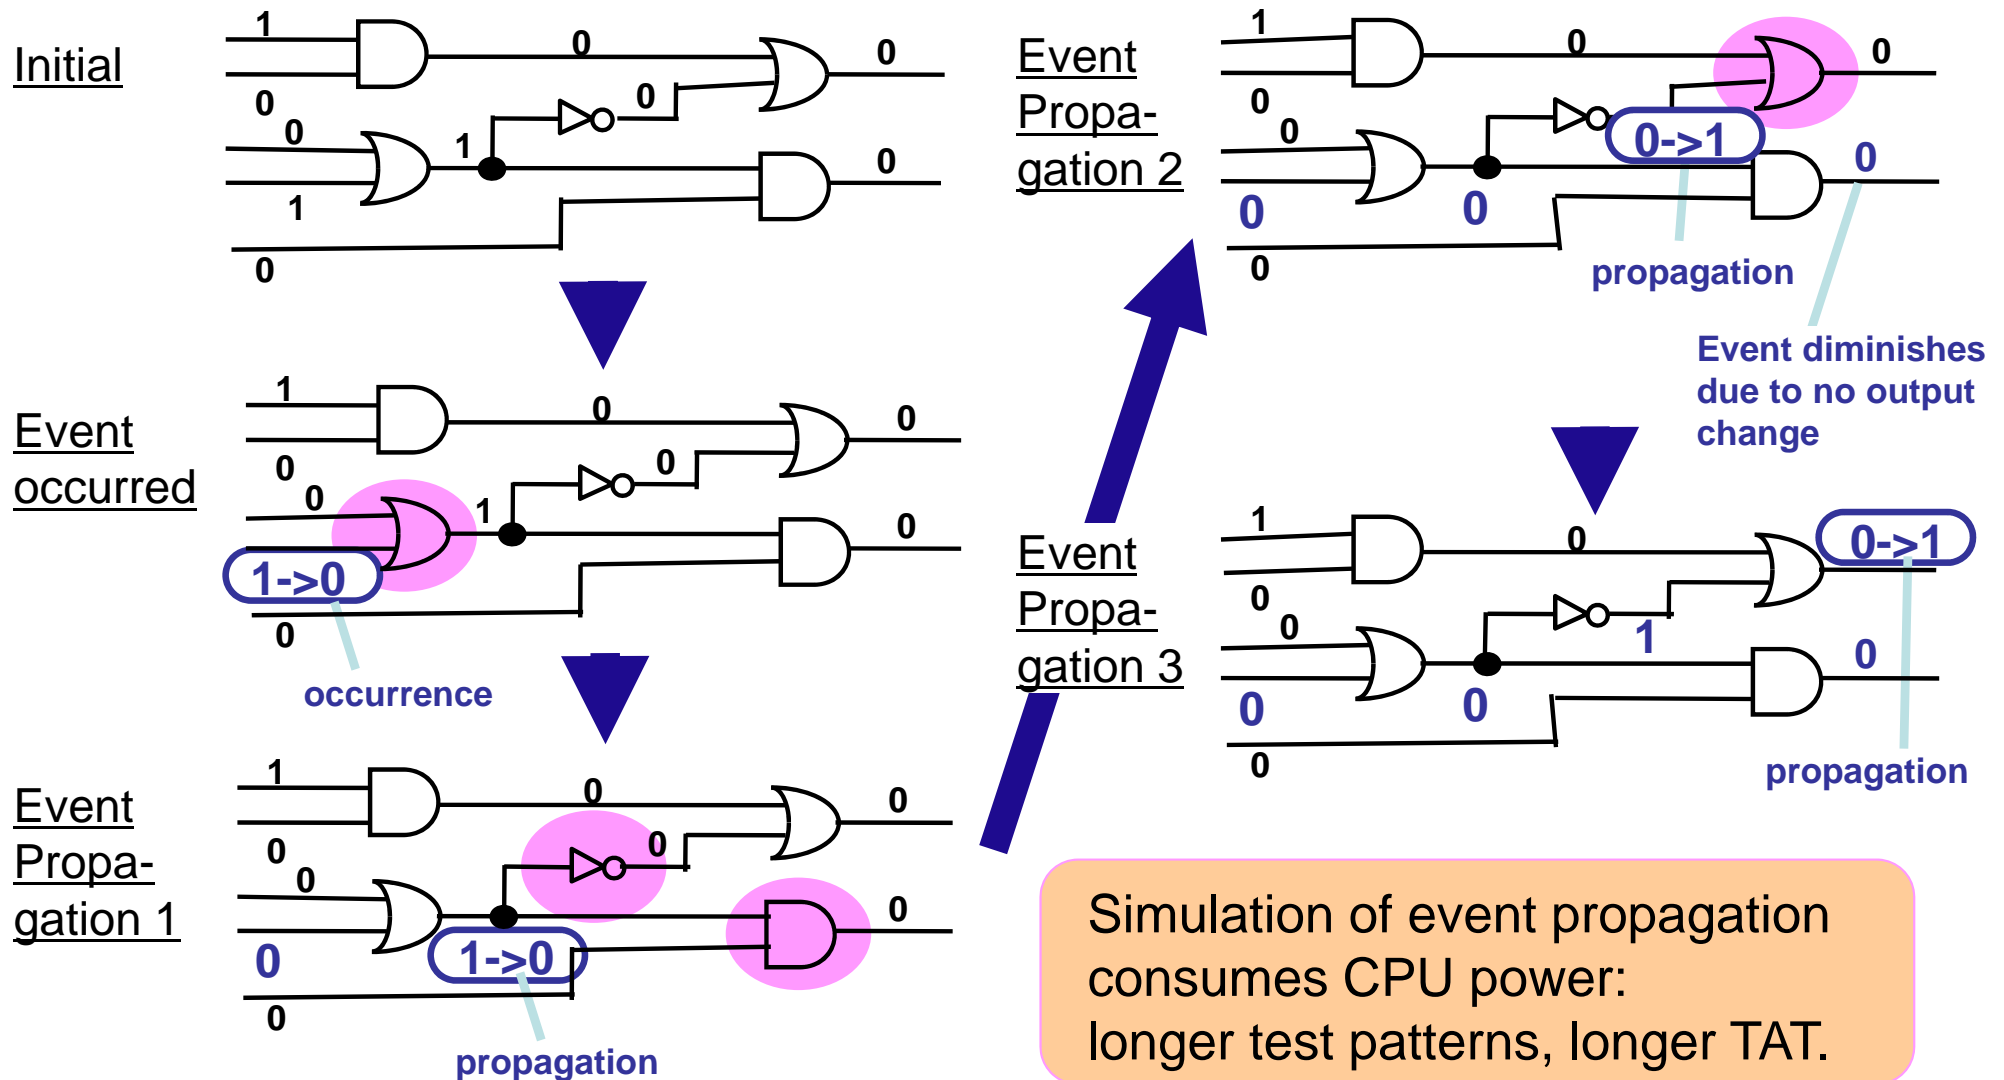 Initial
1
0
0
0
0
0
1
0
1
0
Event
occurred
1
0
0
0
0
0
1
0
1->0
0
occurrence
Event
Propa-
gation 1
1
0
0
0
0
0
0
0
1->0
0
propagation
Event
Propa-
gation 2
1
0
0
0
0
0->1
0
0
0
0
propagation
Event diminishes
due to no output
change
Event
Propa-
gation 3
1
0
0->1
0
0
1
0
0
0
0
propagation
Simulation of event propagation
consumes CPU power:
longer test patterns, longer TAT.